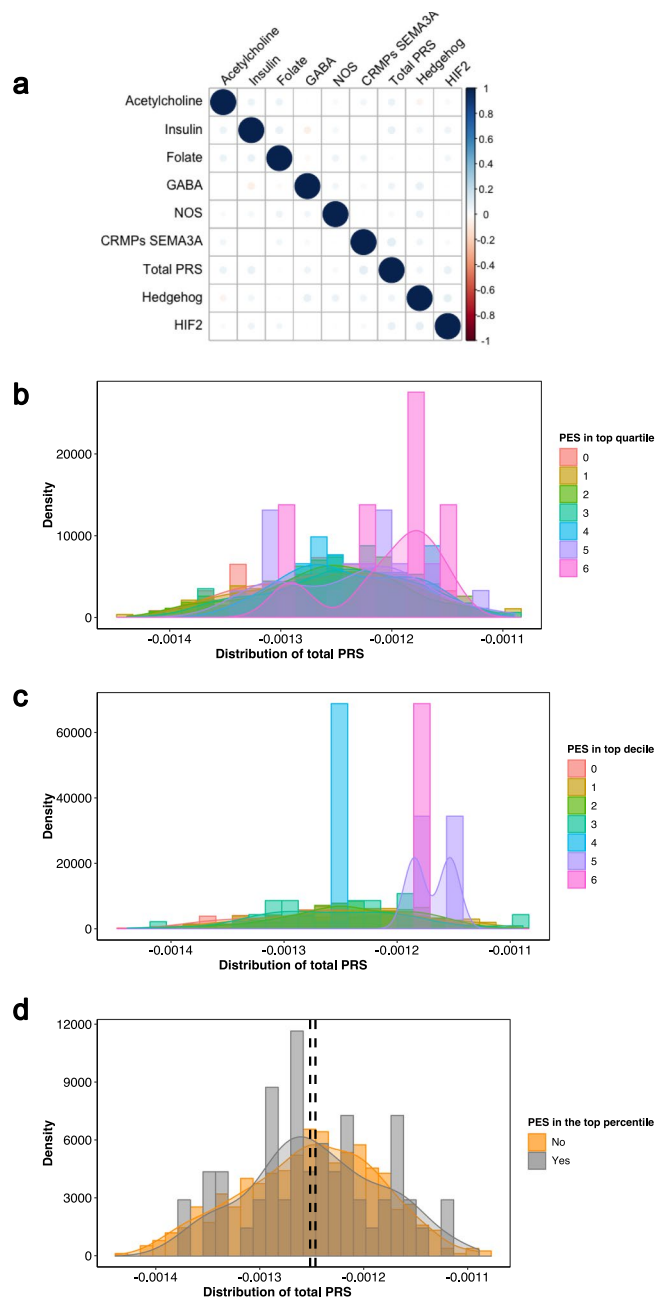 a
Acetylcholine
Insulin
Folate
GABA
NOS
CRMPs SEMA3A
Total PRS
Hedgehog
HIF2
Acetylcholine
Insulin
Folate
GABA
NOS
CRMPs SEMA3A
Total PRS
Hedgehog
HIF2
1
0.8
0.6
0.4
0.2
0
-0.2
-0.4
-0.6
-0.8
-1
b
Density
20000
10000
0
-0.0014 -0.0013 -0.0012 -0.0011
Distribution of total PRS
PES in top quartile
0
1
2
3
4
5
6
c
Density
60000
40000
20000
0
-0.0014 -0.0013 -0.0012 -0.0011
Distribution of total PRS
PES in top decile
0
1
2
3
4
5
6
d
Density
12000
9000
6000
3000
0
-0.0014 -0.0013 -0.0012 -0.0011
Distribution of total PRS
PES in the top percentile
No
Yes